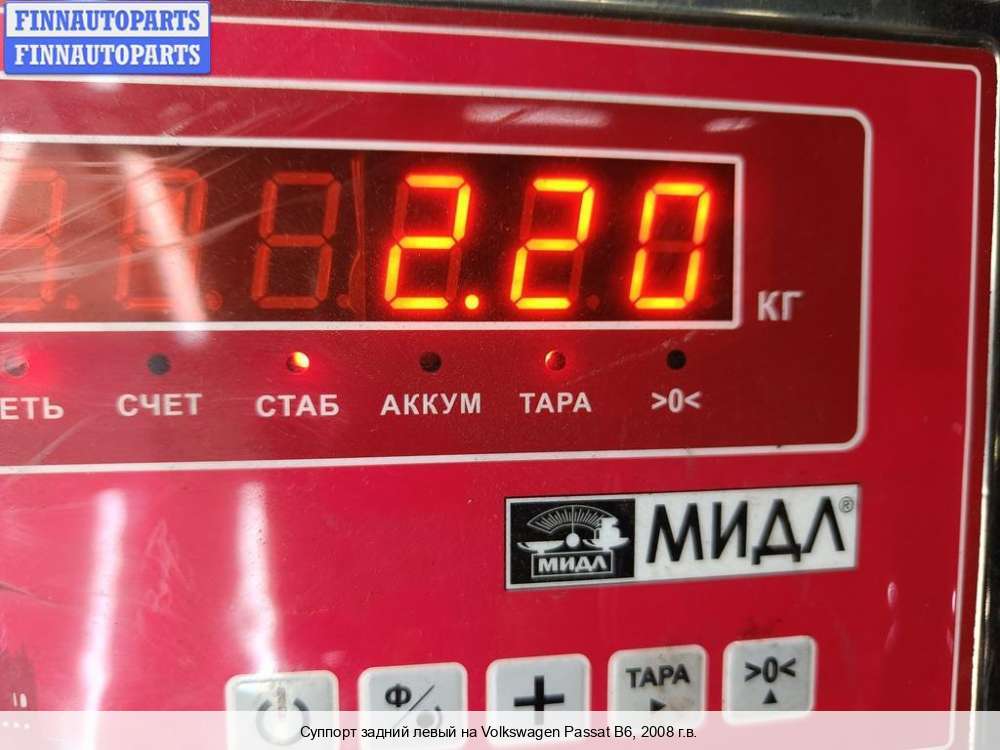 FINNAUTOPARTS
FINNAUTOPARTS
2.20
КГ
ЕТЬ СЧЕТ СТАБ АККУМ ТАРА >0<
МИДЛ МИДЛ®
Ф + ТАРА >0<
Суппорт задний левый на Volkswagen Passat B6, 2008 г.в.